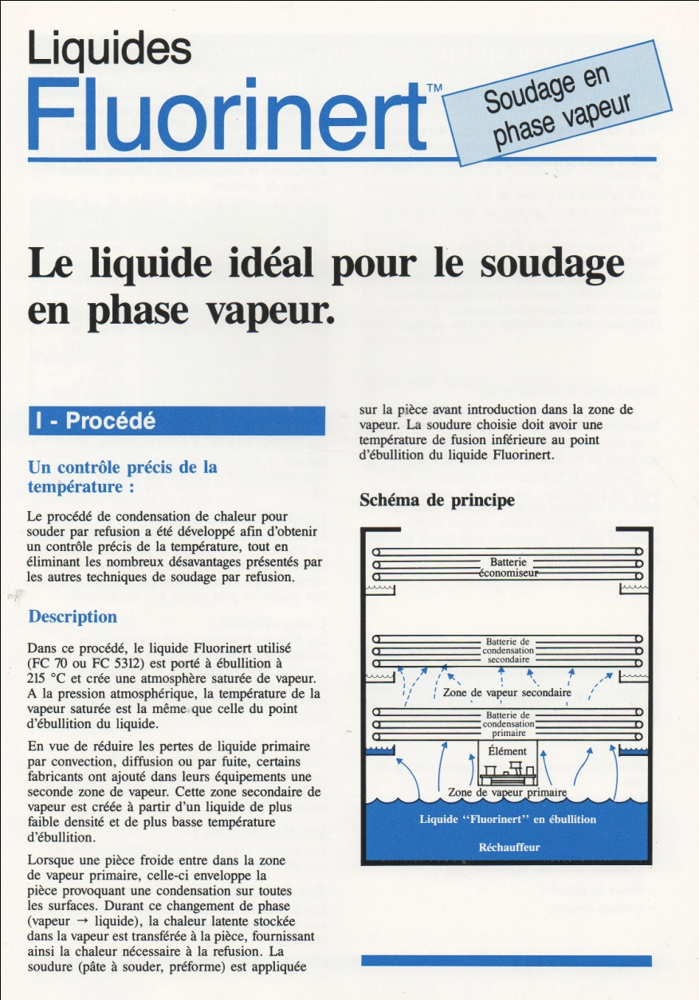 Liquides
Fluorinert™
Soudage en
phase vapeur
Le liquide idéal pour le soudage
en phase vapeur.
I - Procédé
Un contrôle précis de la
température :
Le procédé de condensation de chaleur pour
souder par refusion a été développé afin d'obtenir
un contrôle précis de la température, tout en
éliminant les nombreux désavantages présentés par
les autres techniques de soudage par refusion.
Description
Dans ce procédé, le liquide Fluorinert utilisé
(FC 70 ou FC 5312) est porté à ébullition à
215 °C et crée une atmosphère saturée de vapeur.
A la pression atmosphérique, la température de la
vapeur saturée est la même que celle du point
d'ébullition du liquide.
En vue de réduire les pertes de liquide primaire
par convection, diffusion ou par fuite, certains
fabricants ont ajouté dans leurs équipements une
seconde zone de vapeur. Cette zone secondaire de
vapeur est créée à partir d'un liquide de plus
faible densité et de plus basse température
d'ébullition.
Lorsque une pièce froide entre dans la zone
de vapeur primaire, celle-ci enveloppe la
pièce provoquant une condensation sur toutes
les surfaces. Durant ce changement de phase
(vapeur → liquide), la chaleur latente stockée
dans la vapeur est transférée à la pièce, fournissant
ainsi la chaleur nécessaire à la refusion. La
soudure (pâte à souder, préforme) est appliquée
sur la pièce avant introduction dans la zone de
vapeur. La soudure choisie doit avoir une
température de fusion inférieure au point
d'ébullition du liquide Fluorinert.
Schéma de principe
Batterie
économiseur
Batterie de
condensation
secondaire
Zone de vapeur secondaire
Batterie de
condensation
primaire
Élément
Zone de vapeur primaire
Liquide ‘‘Fluorinert’’ en ébullition
Réchauffeur